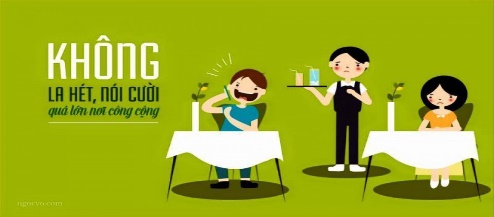 KHÔNG
LA HÉT, NÓI CƯỜI
quá lớn nơi công cộng